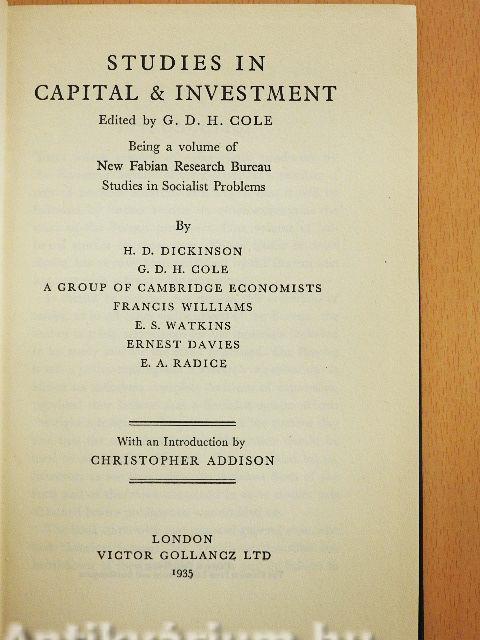 STUDIES IN
CAPITAL & INVESTMENT
Edited by G. D. H. COLE
Being a volume of
New Fabian Research Bureau
Studies in Socialist Problems
By
H. D. DICKINSON
G. D. H. COLE
A GROUP OF CAMBRIDGE ECONOMISTS
FRANCIS WILLIAMS
E. S. WATKINS
ERNEST DAVIES
E. A. RADICE
With an Introduction by
CHRISTOPHER ADDISON
LONDON
VICTOR GOLLANCZ LTD
1935
Antikvárium.hu